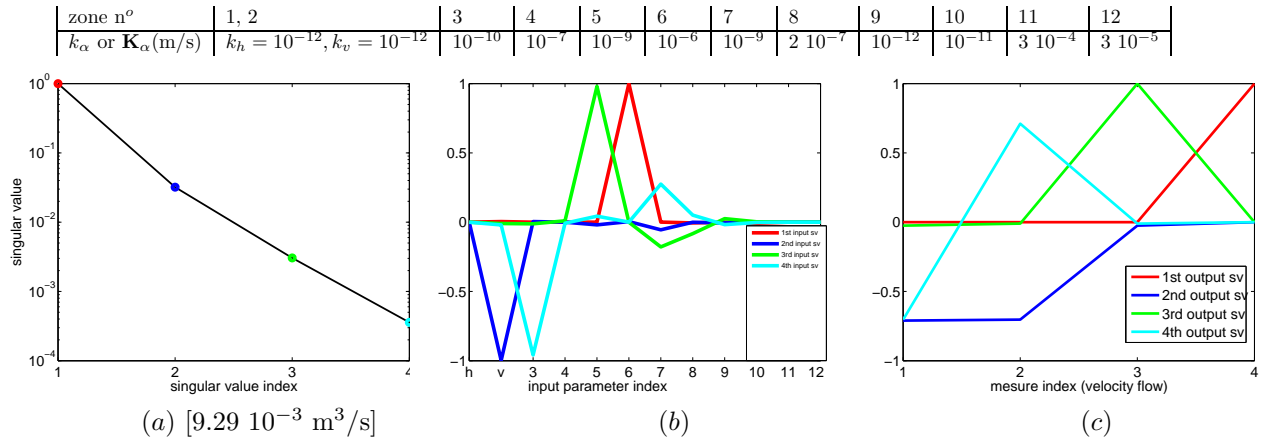 zone n° 1, 2 3 4 5 6 7 8 9 10 11 12
k_α or K_α(m/s) k_h = 10^{-12}, k_v = 10^{-12} 10^{-10} 10^{-7} 10^{-9} 10^{-6} 10^{-9} 2 10^{-7} 10^{-12} 10^{-11} 3 10^{-4} 3 10^{-5}
10^0
10^{-1}
10^{-2}
10^{-3}
10^{-4}
singular value
1 2 3 4
singular value index
(a) [9.29 10^{-3} m^3/s]
1
0.5
0
−0.5
−1
1st input sv
2nd input sv
3rd input sv
4th input sv
h v 3 4 5 6 7 8 9 10 11 12
input parameter index
(b)
1
0.5
0
−0.5
−1
1st output sv
2nd output sv
3rd output sv
4th output sv
1 2 3 4
mesure index (velocity flow)
(c)